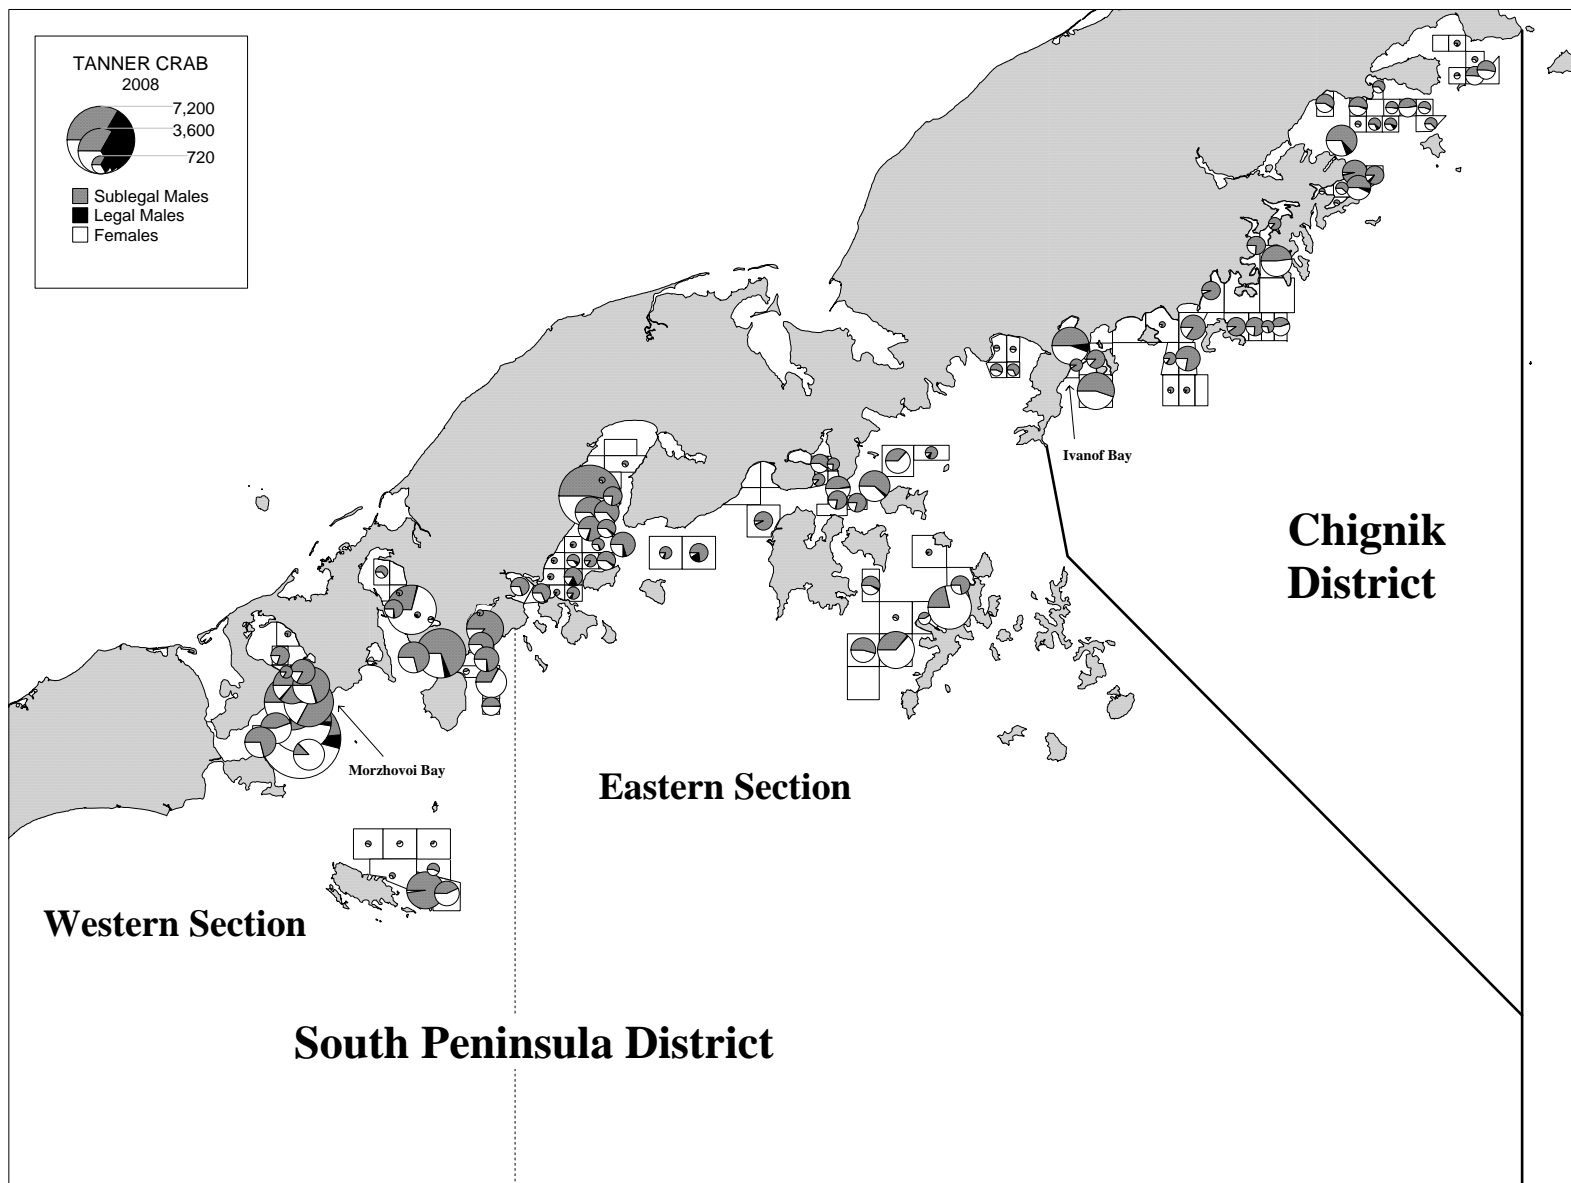 TANNER CRAB
2008
7,200
3,600
720
Sublegal Males
Legal Males
Females
Ivanof Bay
Chignik
District
Morzhovoi Bay
Eastern Section
Western Section
South Peninsula District